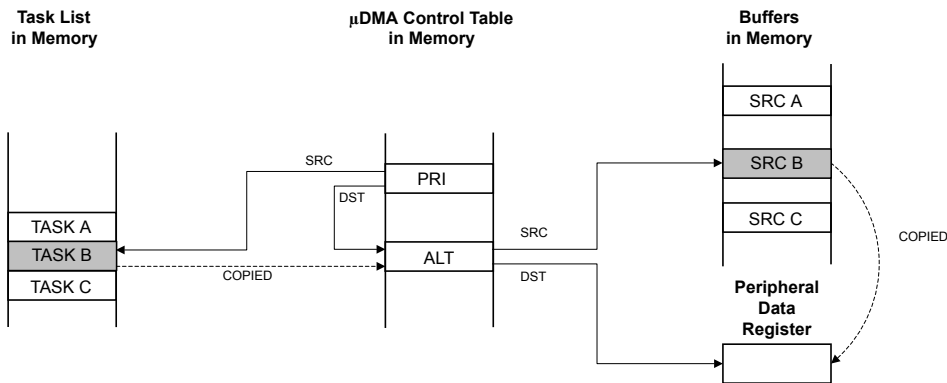 Task List
in Memory
µDMA Control Table
in Memory
Buffers
in Memory
SRC A
SRC
PRI
SRC B
DST
TASK A
SRC C
SRC
COPIED
TASK B
ALT
COPIED
DST
TASK C
Peripheral
Data
Register